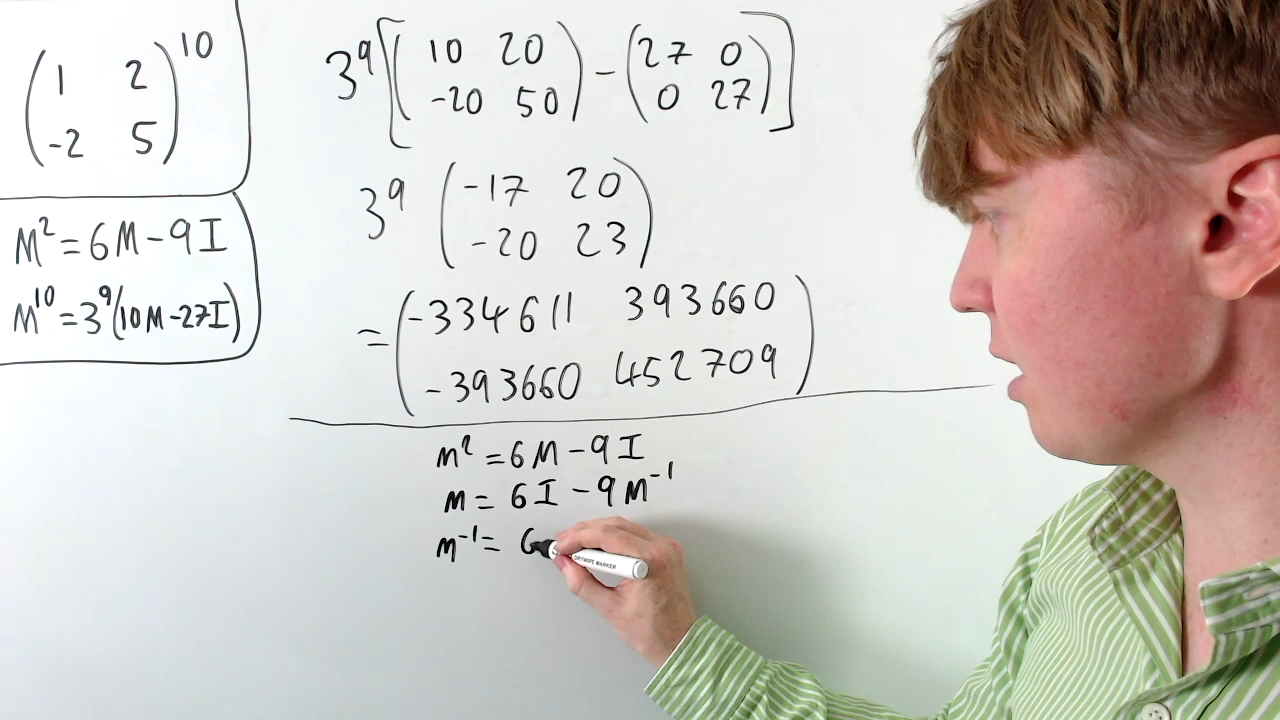 (1 2
-2 5)^10
M² = 6M - 9I
M^10 = 3^9(10M - 27I)
3^9[(10 20
-20 50) - (27 0
0 27)]
3^9 (-17 20
-20 23)
= (-334611 393660
-393660 452709)
M² = 6M - 9I
M = 6I - 9M^-1
M^-1 = 6
DRYWIPE MARKER